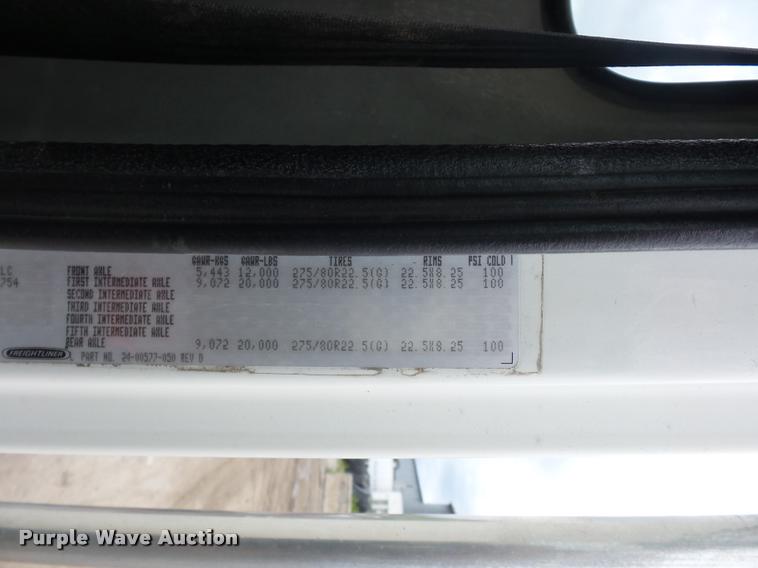 GAWR-KGS GAWR-LBS TIRES RIMS PSI COLD
LC FRONT AXLE 5,443 12,000 275/80R22.5(G) 22.5X8.25 100
754 FIRST INTERMEDIATE AXLE 9,072 20,000 275/80R22.5(G) 22.5X8.25 100
SECOND INTERMEDIATE AXLE
THIRD INTERMEDIATE AXLE
FOURTH INTERMEDIATE AXLE
FIFTH INTERMEDIATE AXLE
REAR AXLE 9,072 20,000 275/80R22.5(G) 22.5X8.25 100
FREIGHTLINER PART NO. 24-00577-050 REV D
Purple Wave Auction